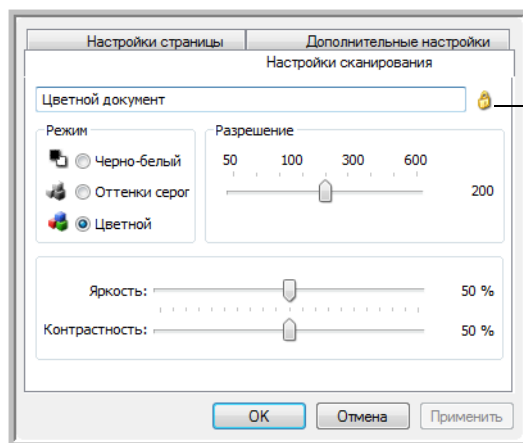 Настройки страницы Дополнительные настройки
Настройки сканирования
Цветной документ
Режим Разрешение
Черно-белый 50 100 300 600
Оттенки серог 200
Цветной
Яркость: 50 %
Контрастность: 50 %
OK Отмена Применить